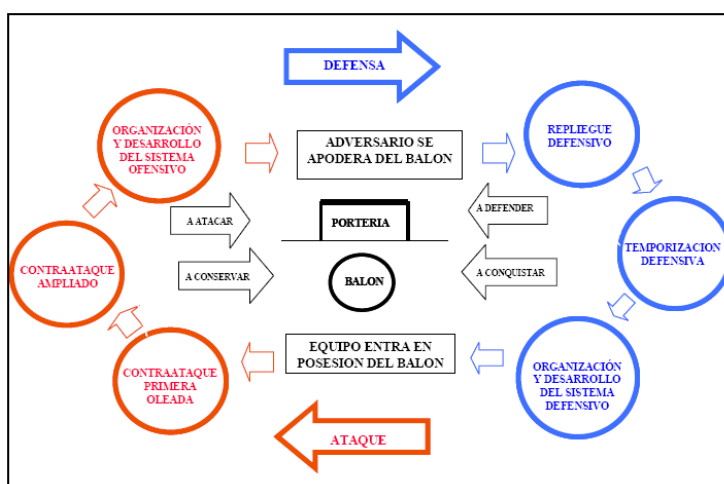 DEFENSA
ORGANIZACIÓN
Y DESARROLLO
DEL SISTEMA
OFENSIVO
ADVERSARIO SE
APODERA DEL BALON
REPLIEGUE
DEFENSIVO
A ATACAR
PORTERIA
A DEFENDER
CONTRAATAQUE
AMPLIADO
A CONSERVAR
BALON
A CONQUISTAR
TEMPORIZACION
DEFENSIVA
CONTRAATAQUE
PRIMERA
OLEADA
EQUIPO ENTRA EN
POSESION DEL BALON
ORGANIZACIÓN
Y DESARROLLO
DEL SISTEMA
DEFENSIVO
ATAQUE